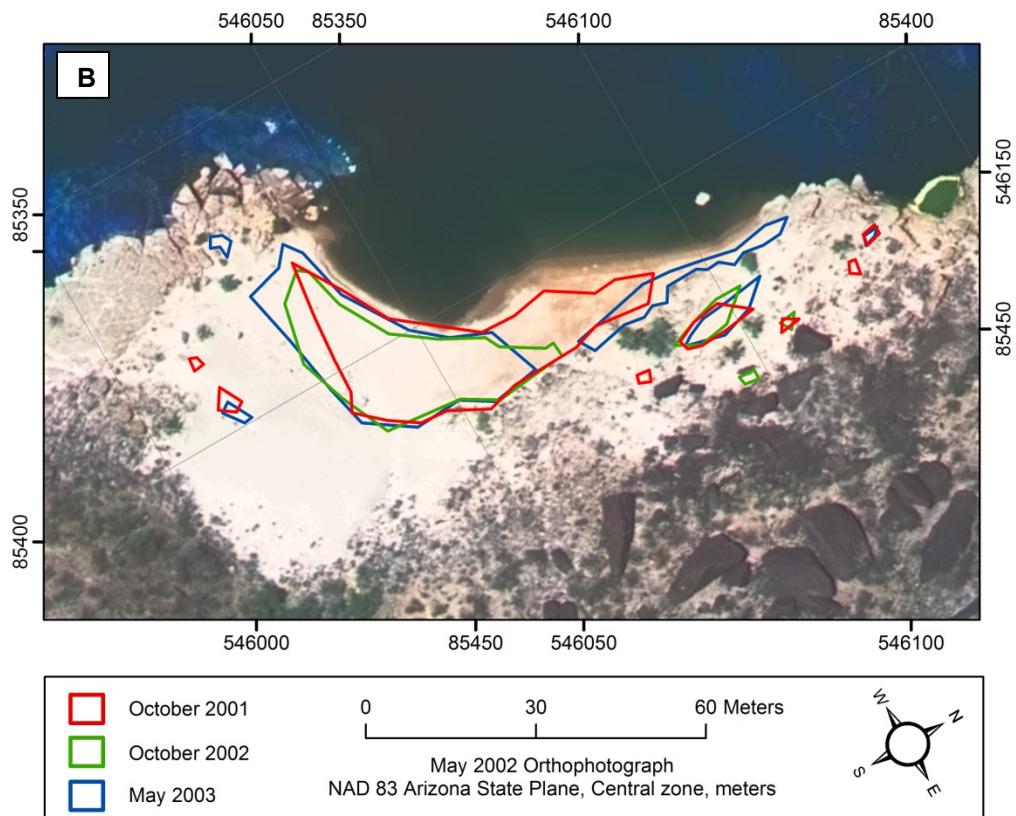 546050 85350 546100 85400
B
85350
85400
546150
85450
546000 85450 546050 546100
October 2001
October 2002
May 2003
0 30 60 Meters
May 2002 Orthophotograph
NAD 83 Arizona State Plane, Central zone, meters
W N
S E